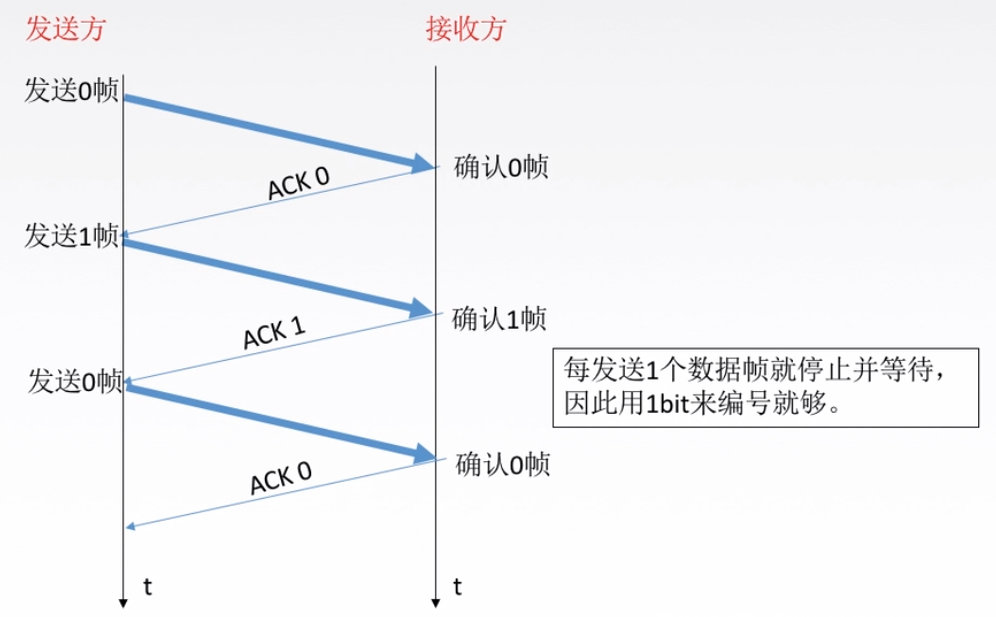 发送方
接收方
发送0帧
确认0帧
ACK 0
发送1帧
确认1帧
ACK 1
每发送1个数据帧就停止并等待，
因此用1bit来编号就够。
发送0帧
确认0帧
ACK 0
t
t